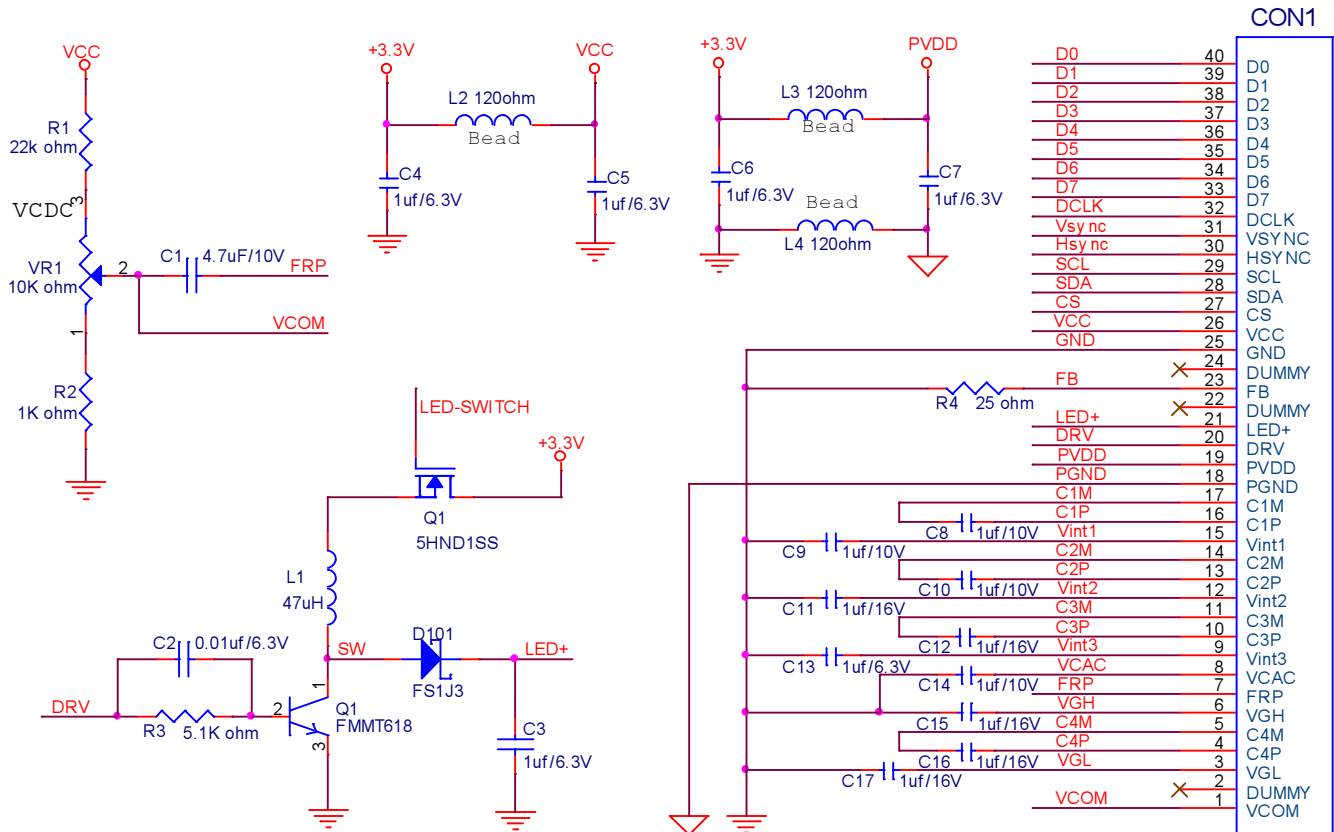 CON1
VCC
R1
22k ohm
VCDC
3
VR1
10K ohm
2
1
C1
4.7uF/10V
FRP
VCOM
R2
1K ohm
+3.3V
VCC
L2 120ohm
Bead
C4
1uf/6.3V
C5
1uf/6.3V
+3.3V
PVDD
L3 120ohm
Bead
C6
1uf/6.3V
C7
1uf/6.3V
Bead
L4 120ohm
LED-SWITCH
+3.3V
Q1
5HND1SS
L1
47uH
C2
0.01uf/6.3V
SW
D101
LED+
FS1J3
DRV
R3
5.1K ohm
2
1
3
Q1
FMMT618
C3
1uf/6.3V
D0 40 D0
D1 39 D1
D2 38 D2
D3 37 D3
D4 36 D4
D5 35 D5
D6 34 D6
D7 33 D7
DCLK 32 DCLK
Vsync 31 VSYNC
Hsync 30 HSYNC
SCL 29 SCL
SDA 28 SDA
CS 27 CS
VCC 26 VCC
GND 25 GND
24 DUMMY
FB 23 FB
R4 25 ohm
22 DUMMY
LED+ 21 LED+
DRV 20 DRV
PVDD 19 PVDD
PGND 18 PGND
C1M 17 C1M
C1P 16 C1P
C8 1uf/10V
Vint1 15 Vint1
C9 1uf/10V
C2M 14 C2M
C2P 13 C2P
C10 1uf/10V
Vint2 12 Vint2
C11 1uf/16V
C3M 11 C3M
C3P 10 C3P
C12 1uf/16V
Vint3 9 Vint3
C13 1uf/6.3V
VCAC 8 VCAC
C14 1uf/10V
FRP 7 FRP
VGH 6 VGH
C15 1uf/16V
C4M 5 C4M
C4P 4 C4P
C16 1uf/16V
VGL 3 VGL
C17 1uf/16V
2 DUMMY
VCOM 1 VCOM